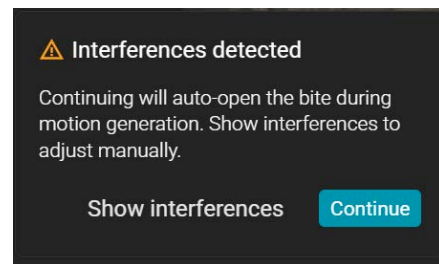 Interferences detected
Continuing will auto-open the bite during
motion generation. Show interferences to
adjust manually.
Show interferences Continue